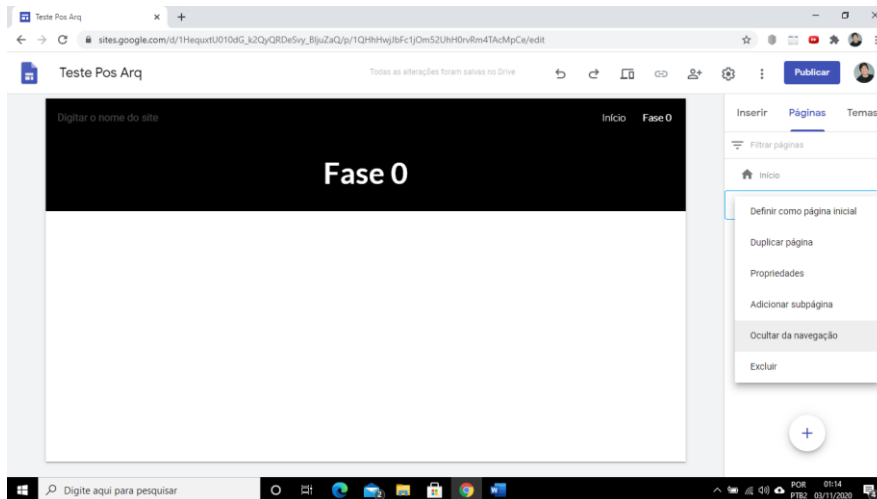 Teste Pos Arq
sites.google.com/d/1HequxtU010dG_k2QyQRDeSvy_BljuZaQ/p/1QHhHwjJbFc1jOm52UhH0rvRm4TAcMpCe/edit
Teste Pos Arq
Todas as alterações foram salvas no Drive
Publicar
Digitar o nome do site
Início Fase 0
Fase 0
Inserir Páginas Temas
Filtrar páginas
Início
Definir como página inicial
Duplicar página
Propriedades
Adicionar subpágina
Ocultar da navegação
Excluir
Digite aqui para pesquisar
POR 01:14
PTB2 03/11/2020